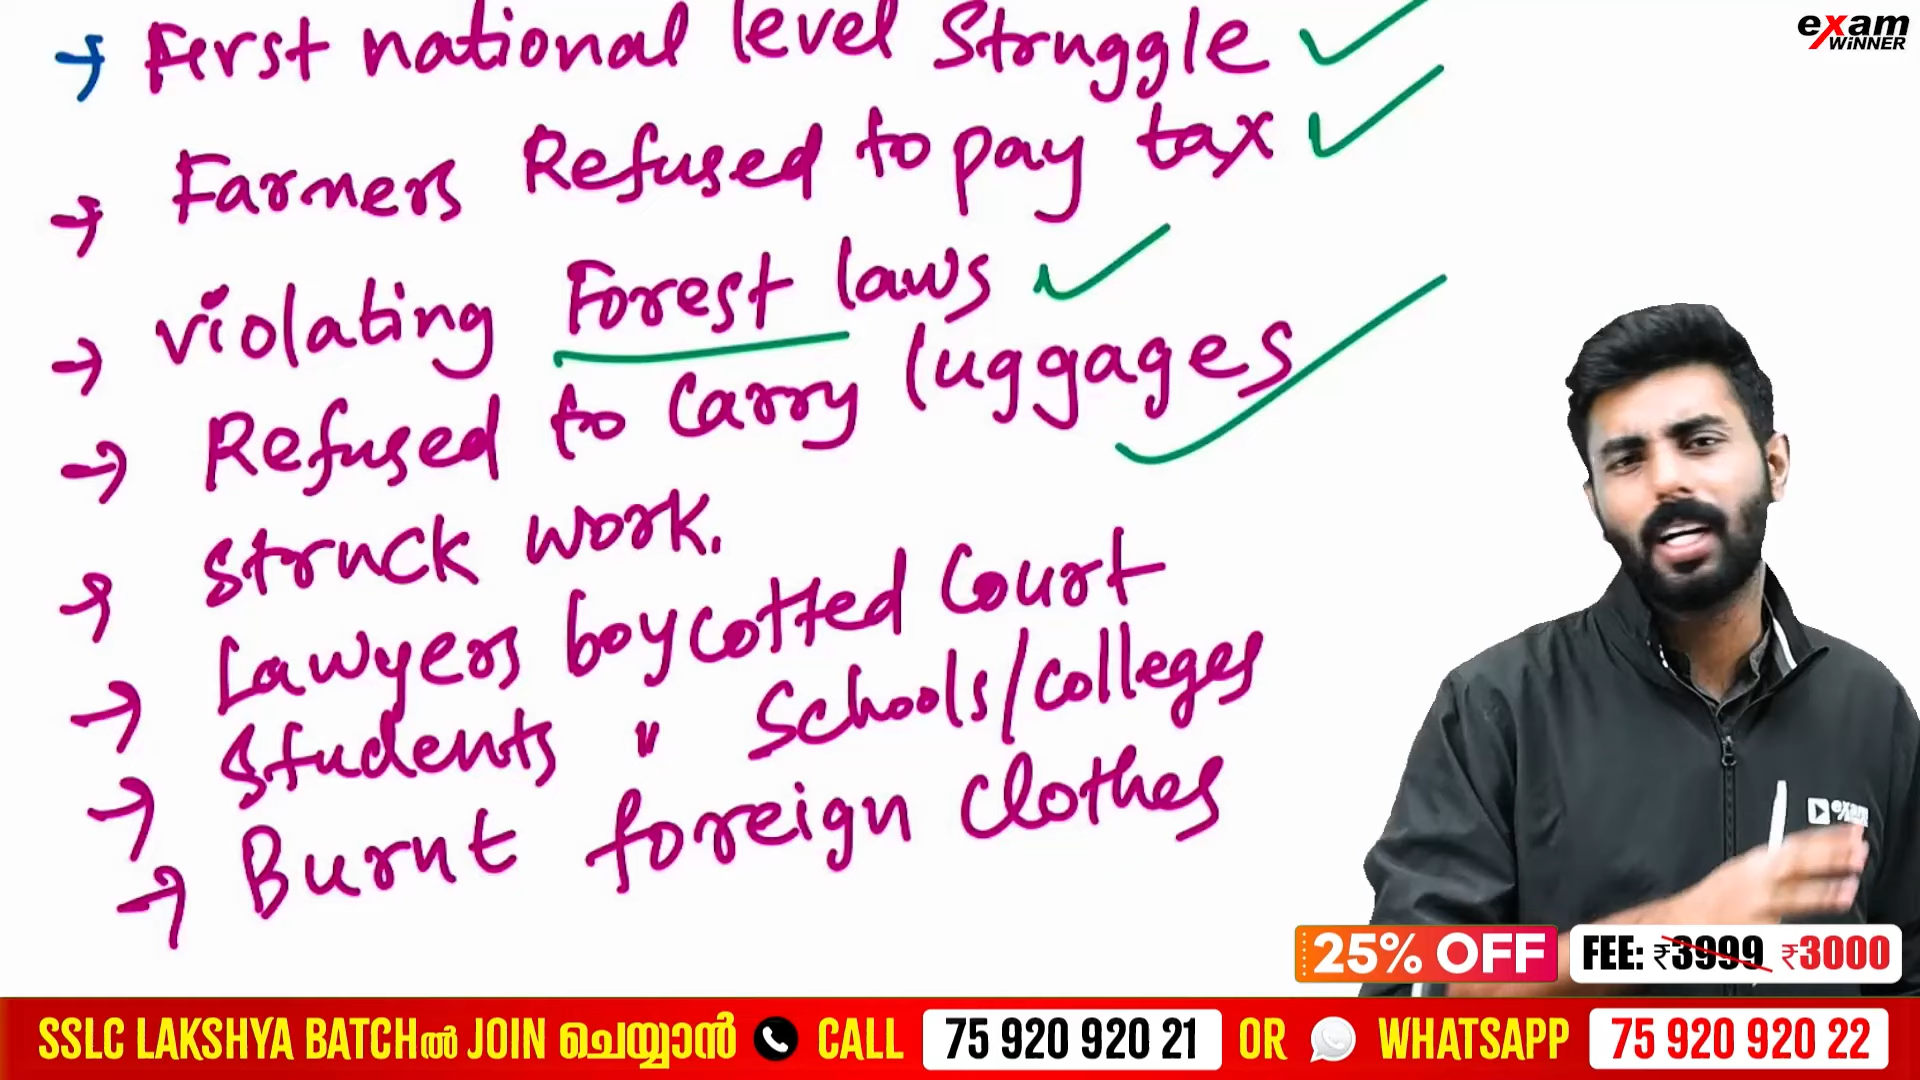 exam
WINNER
→ First national level Struggle ✓
→ Farmers Refused to pay tax ✓
→ violating Forest laws ✓
→ Refused to carry luggages ✓
→ Struck work.
→ Lawyers boycotted Court
→ Students " Schools/colleges
→ Burnt foreign clothes
exam
25% OFF FEE: ₹3999 ₹3000
SSLC LAKSHYA BATCHൽ JOIN ചെയ്യാൻ CALL 75 920 920 21 OR WHATSAPP 75 920 920 22